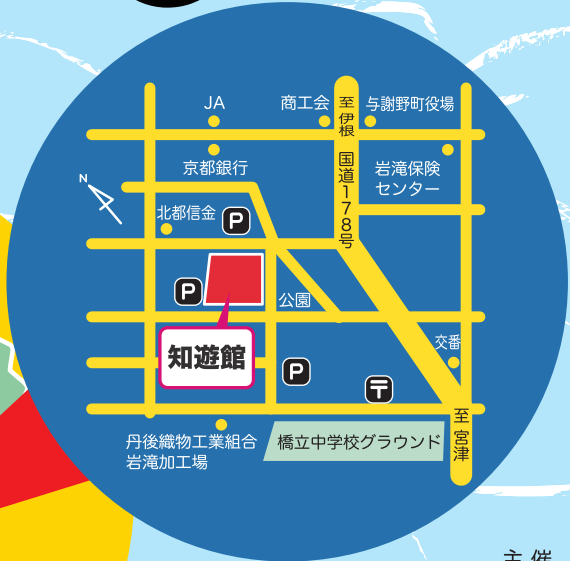 JA
商工会
至伊根
与謝野町役場
国道178号
京都銀行
岩滝保険
センター
N
北都信金
P
P
公園
知遊館
P
〒
交番
至宮津
丹後織物工業組合
岩滝加工場
橋立中学校グラウンド
主催